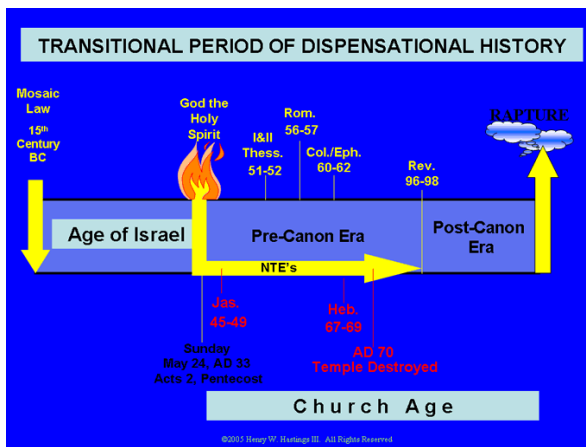 TRANSITIONAL PERIOD OF DISPENSATIONAL HISTORY
Mosaic
Law
15th
Century
BC
God the
Holy
Spirit
I&II
Thess.
51-52
Rom.
56-57
Col./Eph.
60-62
Rev.
96-98
RAPTURE
Age of Israel
Pre-Canon Era
Post-Canon
Era
NTE's
Jas.
45-49
Heb.
67-69
Sunday
May 24, AD 33
Acts 2, Pentecost
AD 70
Temple Destroyed
Church Age
©2005 Henry W. Hastings III. All Rights Reserved